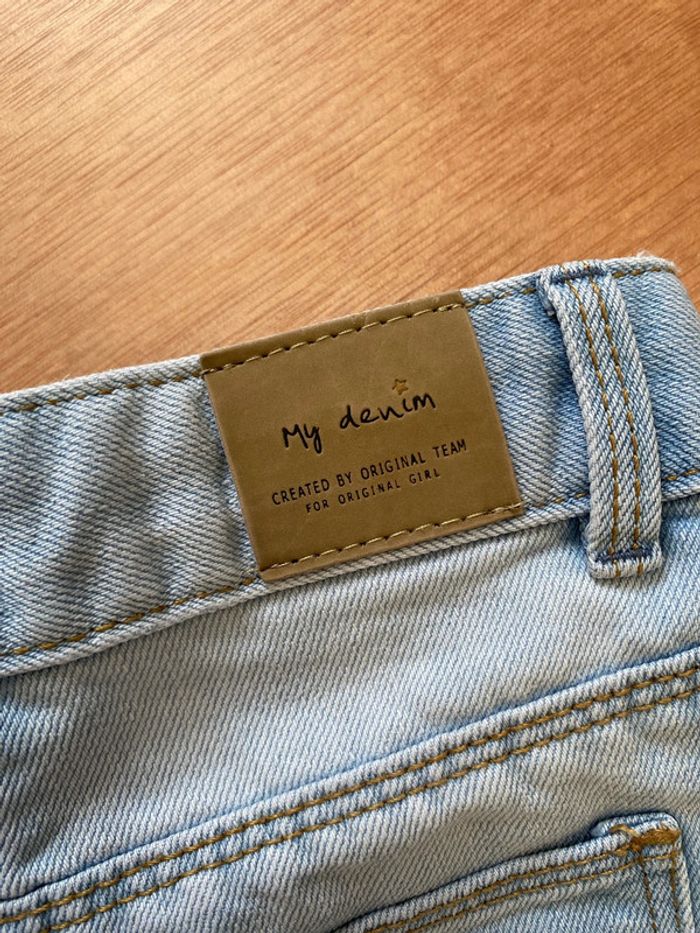 My denim
CREATED BY ORIGINAL TEAM
FOR ORIGINAL GIRL